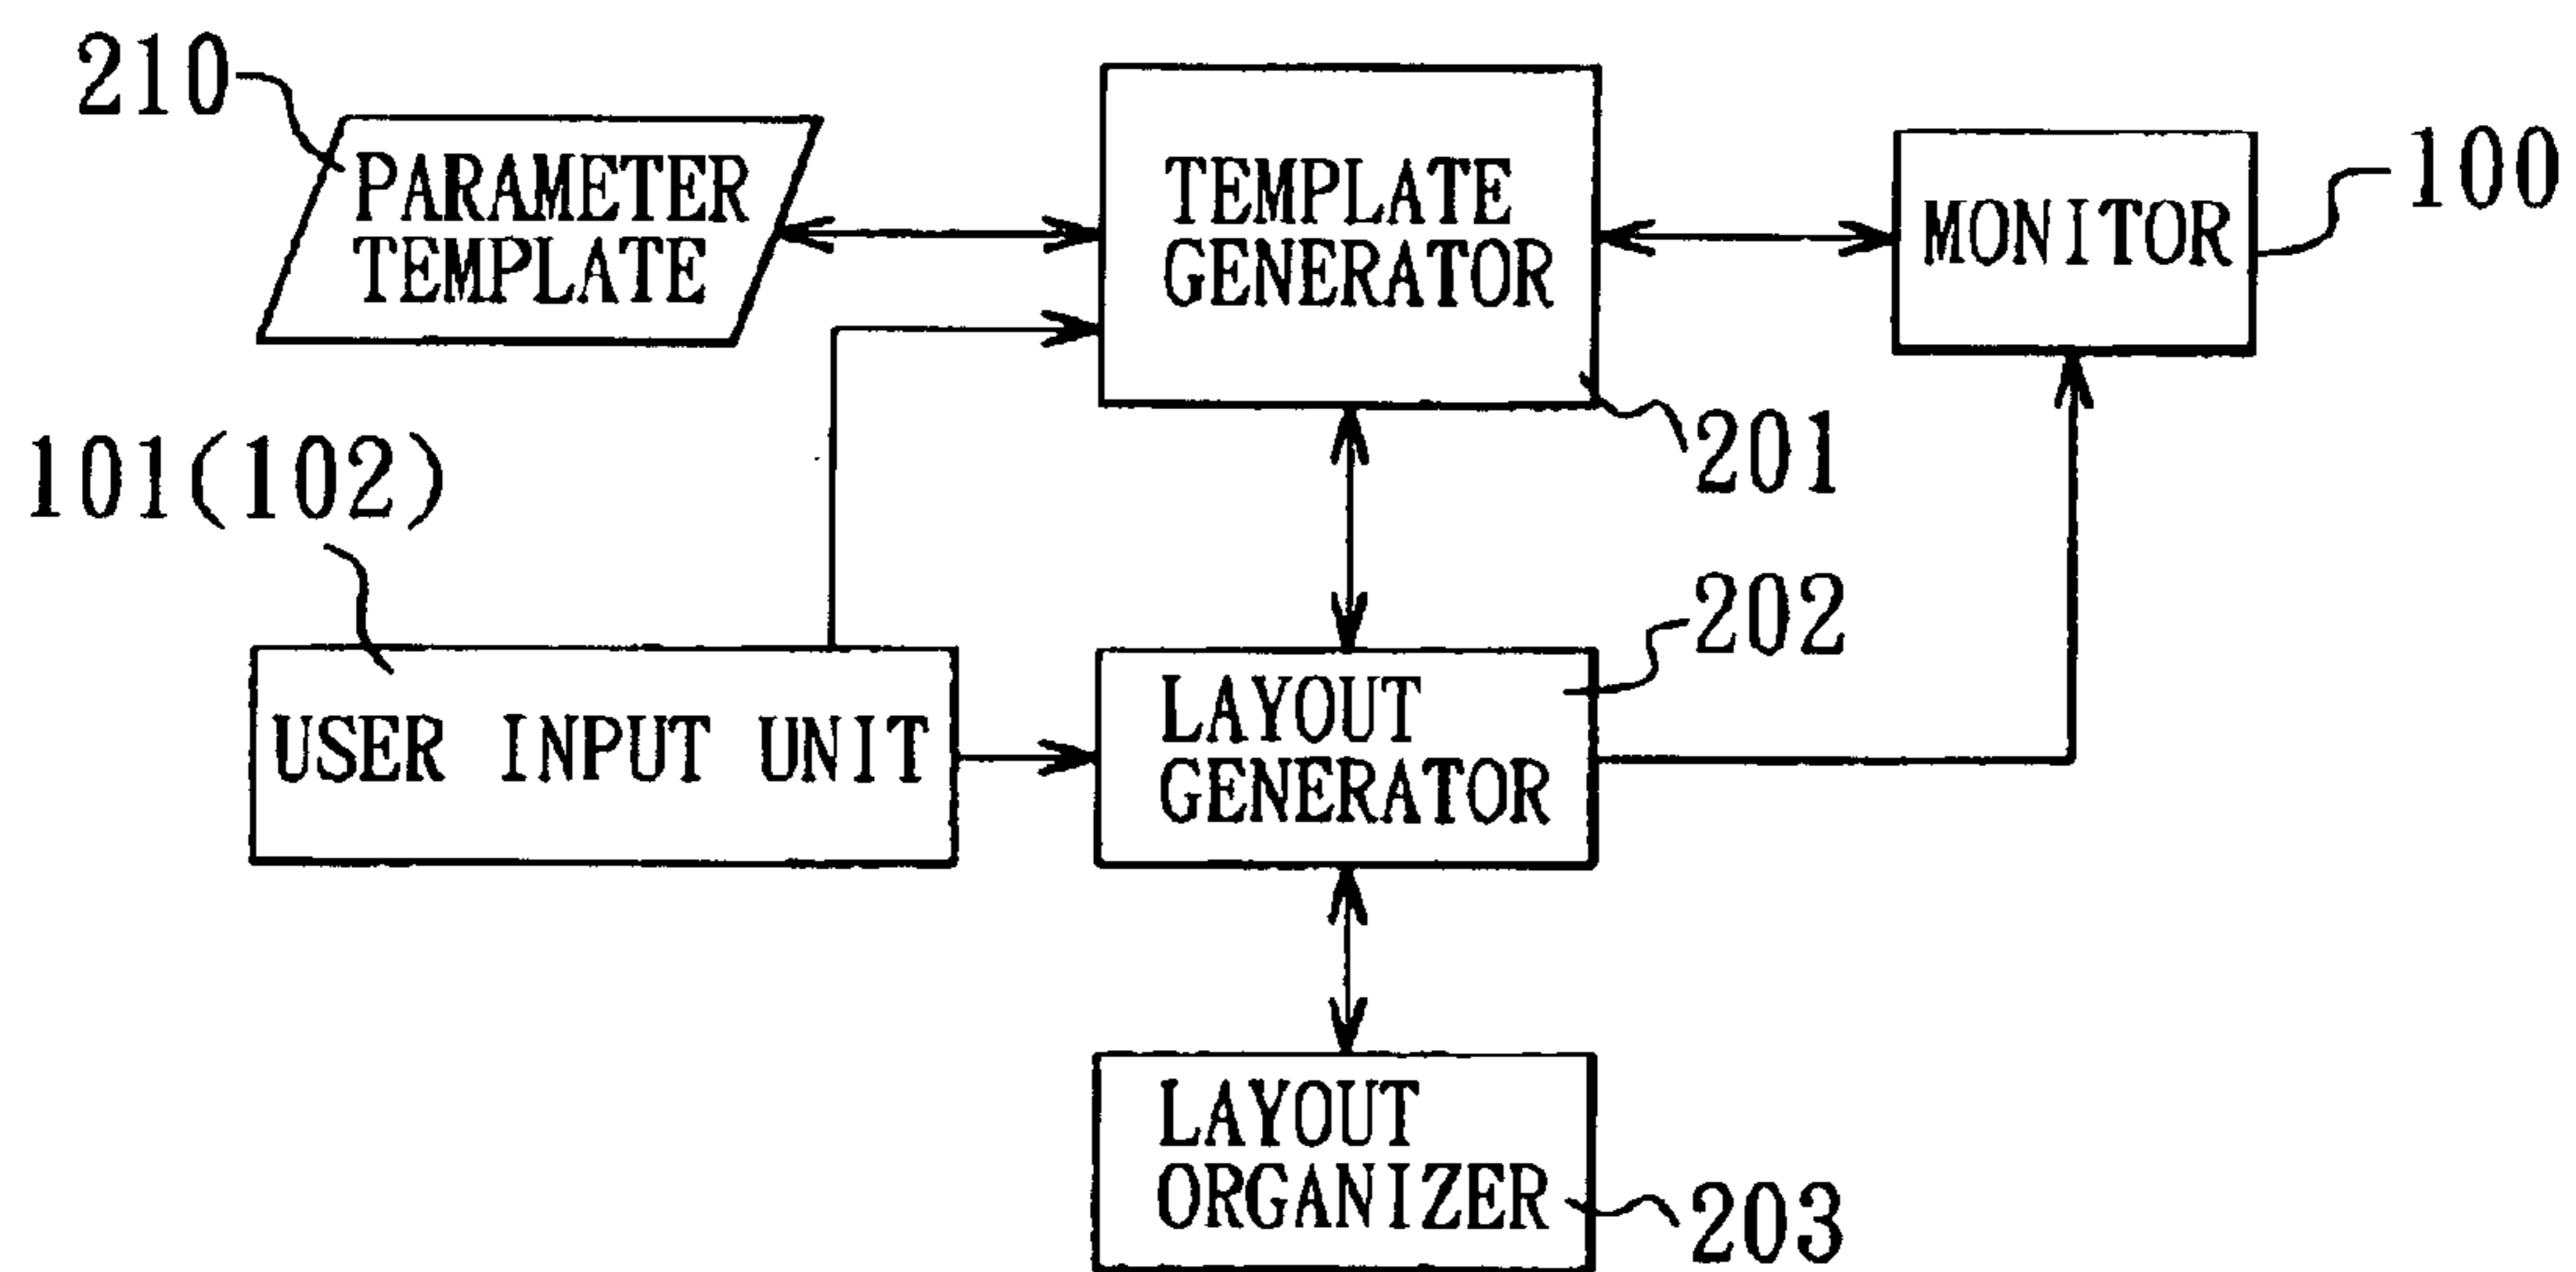 210
PARAMETER
TEMPLATE
TEMPLATE
GENERATOR
MONITOR
100
201
101(102)
202
USER INPUT UNIT
LAYOUT
GENERATOR
LAYOUT
ORGANIZER
203